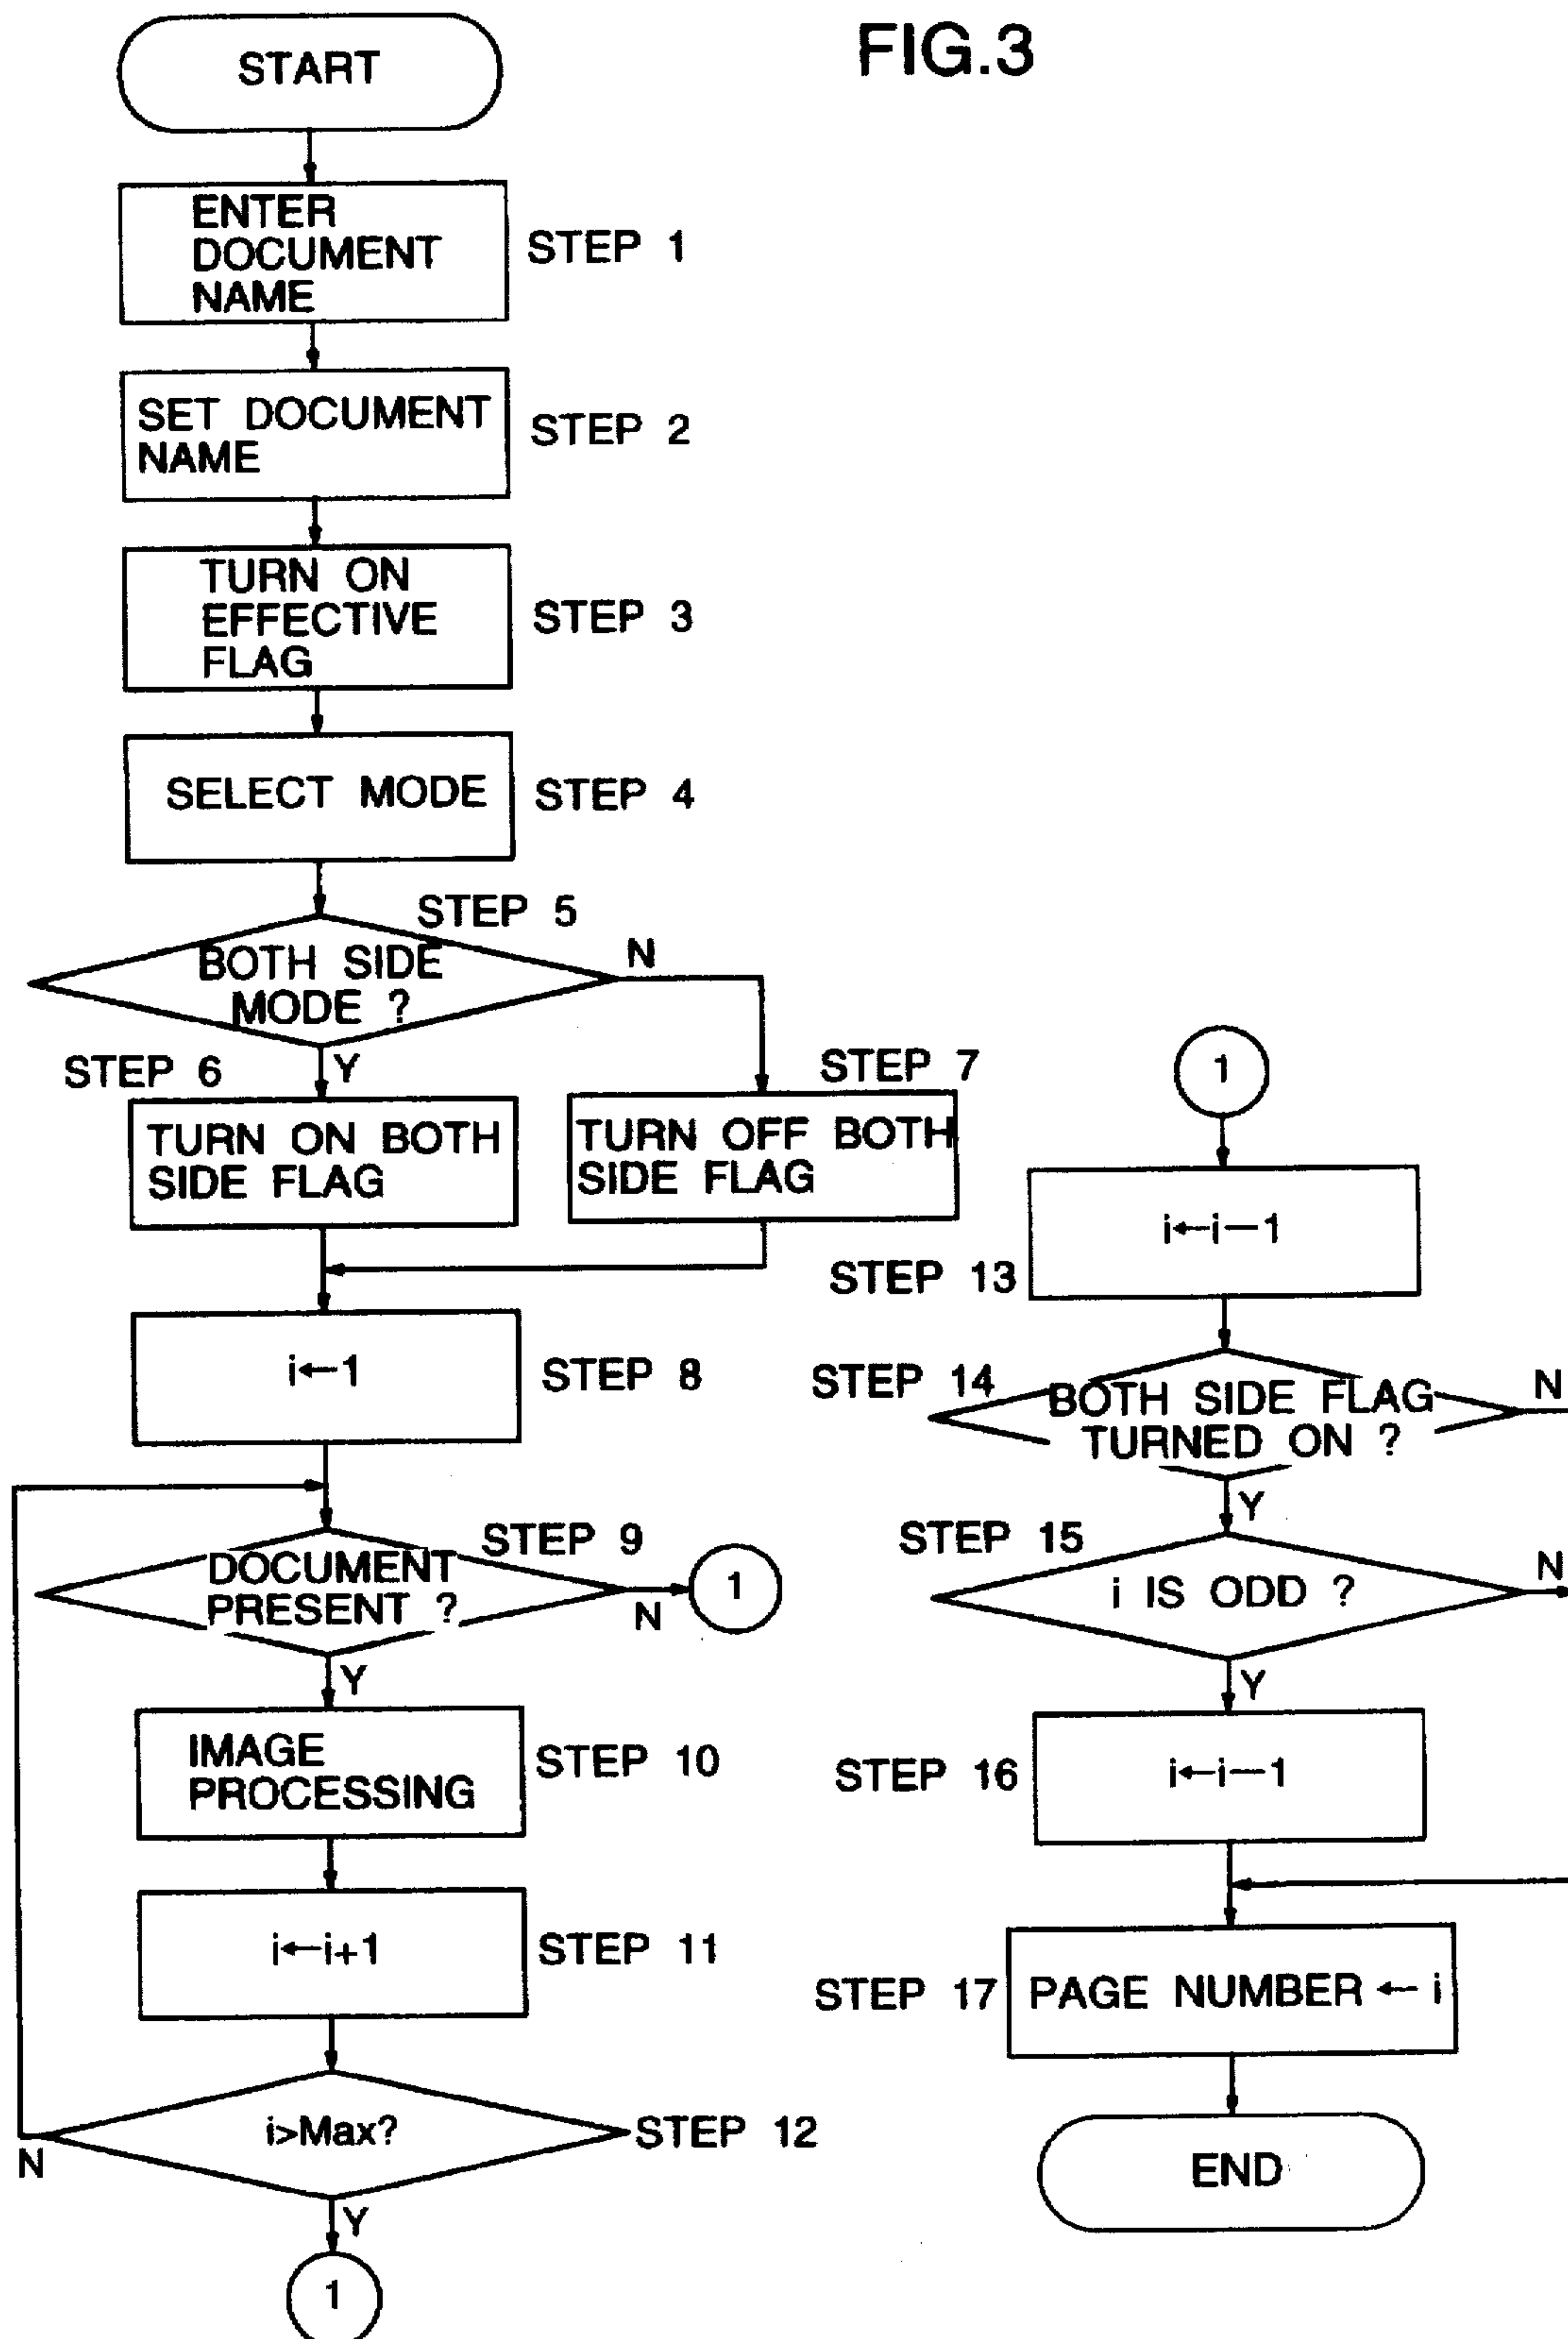 FIG.3
START
ENTER
DOCUMENT
NAME
STEP 1
SET DOCUMENT
NAME
STEP 2
TURN ON
EFFECTIVE
FLAG
STEP 3
SELECT MODE
STEP 4
STEP 5
BOTH SIDE
MODE ?
N
Y
STEP 6
TURN ON BOTH
SIDE FLAG
STEP 7
TURN OFF BOTH
SIDE FLAG
i←1
STEP 8
STEP 9
DOCUMENT
PRESENT ?
N
1
Y
IMAGE
PROCESSING
STEP 10
i←i+1
STEP 11
i>Max?
STEP 12
N
Y
1
1
i←i−1
STEP 13
STEP 14
BOTH SIDE FLAG
TURNED ON ?
N
Y
STEP 15
i IS ODD ?
N
Y
STEP 16
i←i−1
STEP 17
PAGE NUMBER ← i
END